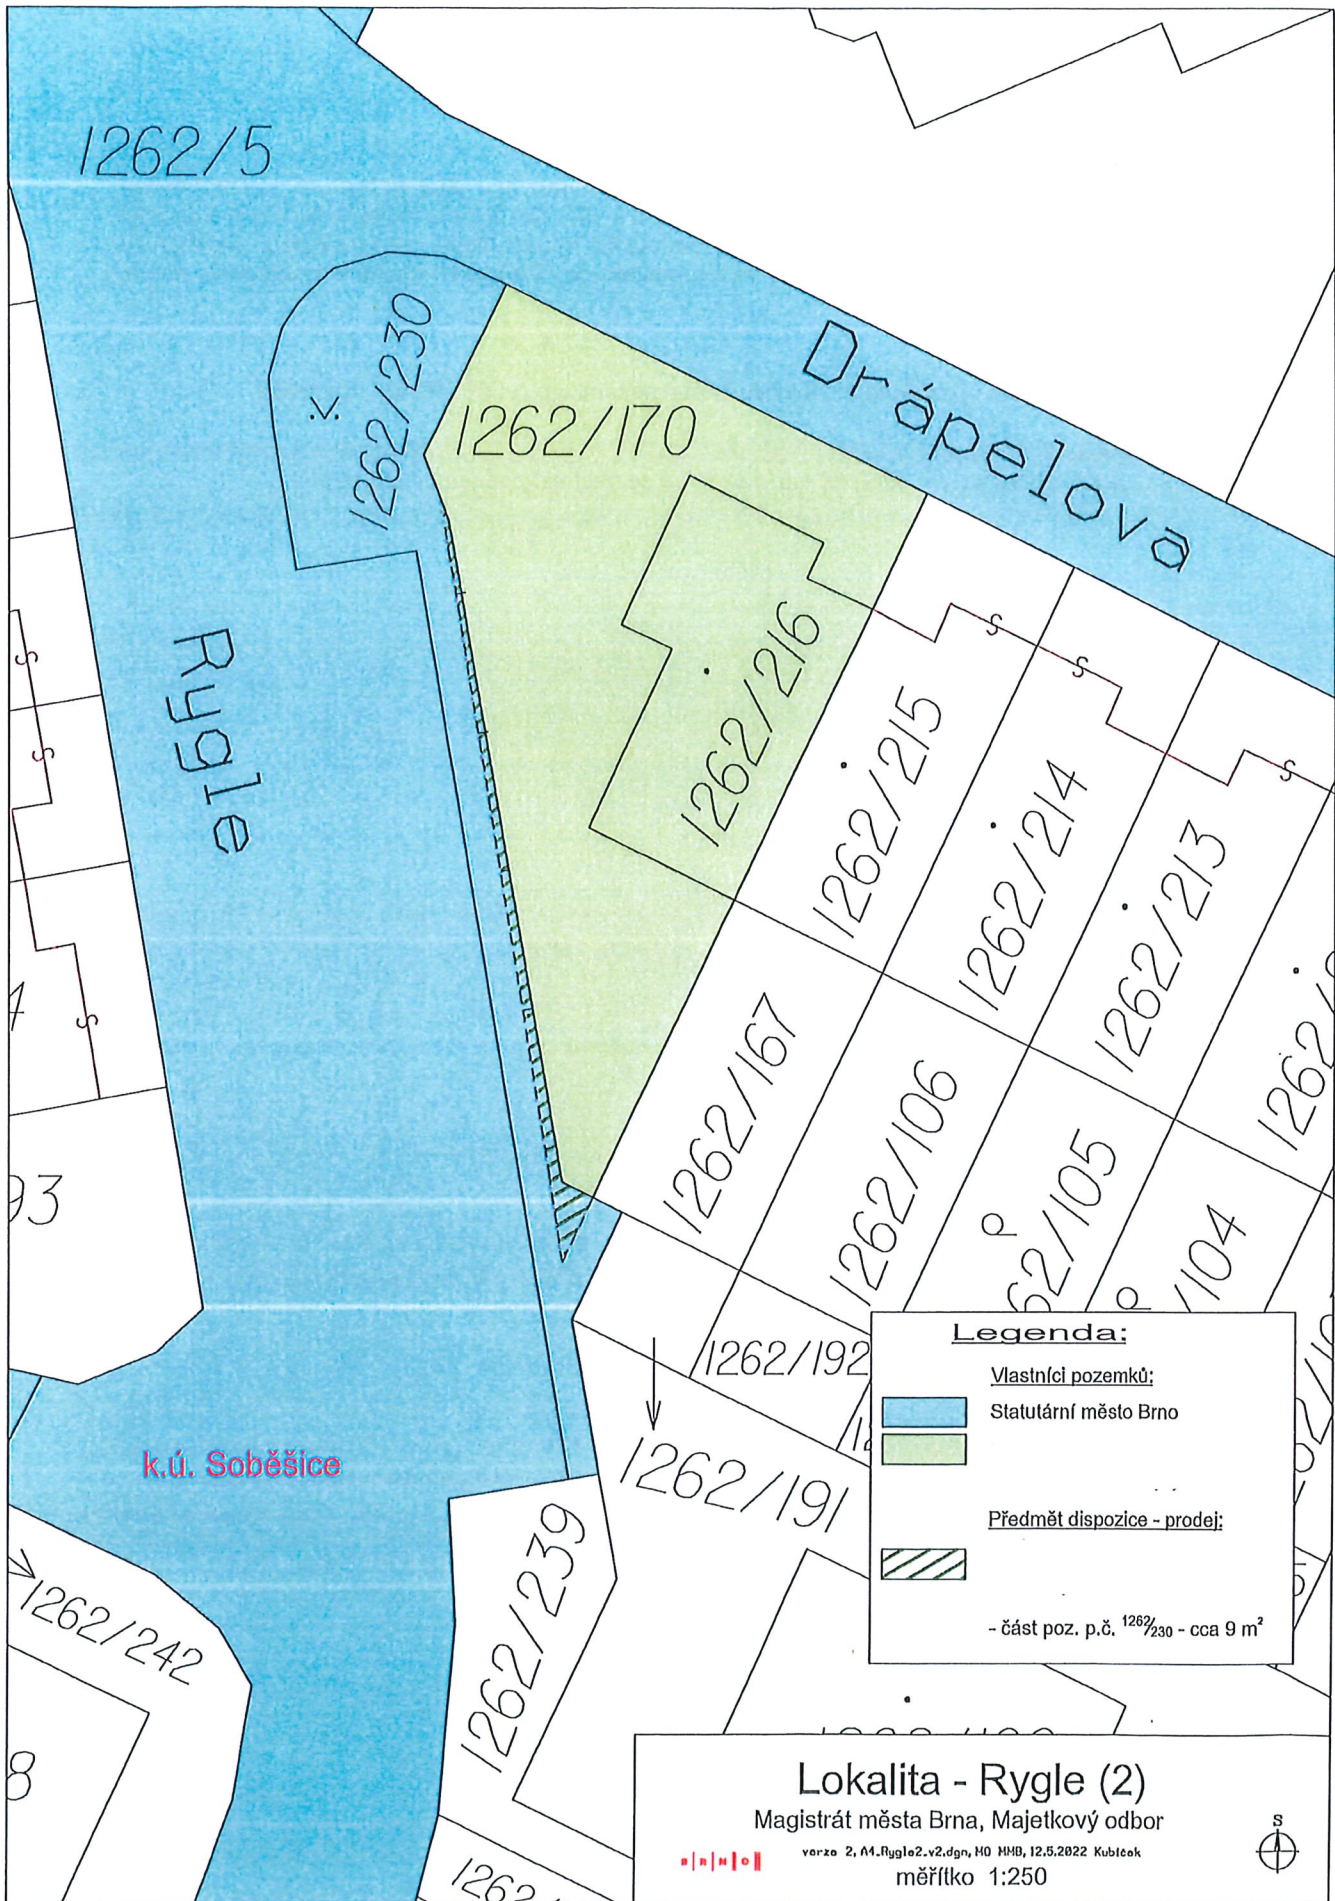 1262/5
1262/230
1262/170
Drápelova
Rygle
1262/216
1262/215
1262/214
1262/213
1262/167
1262/106
62/105
/104
93
1262/192
1262/191
k.ú. Soběšice
1262/239
1262/242
8
1262/
S
S
S
S
S
S
Legenda:
Vlastníci pozemků:
Statutární město Brno
Předmět dispozice - prodej:
- část poz. p.č. 1262/230 - cca 9 m²
Lokalita - Rygle (2)
Magistrát města Brna, Majetkový odbor
verze 2, A4_Rygle2_v2.dgn, MO MMB, 12.5.2022 Kubíček
měřítko 1:250
BRNO
S